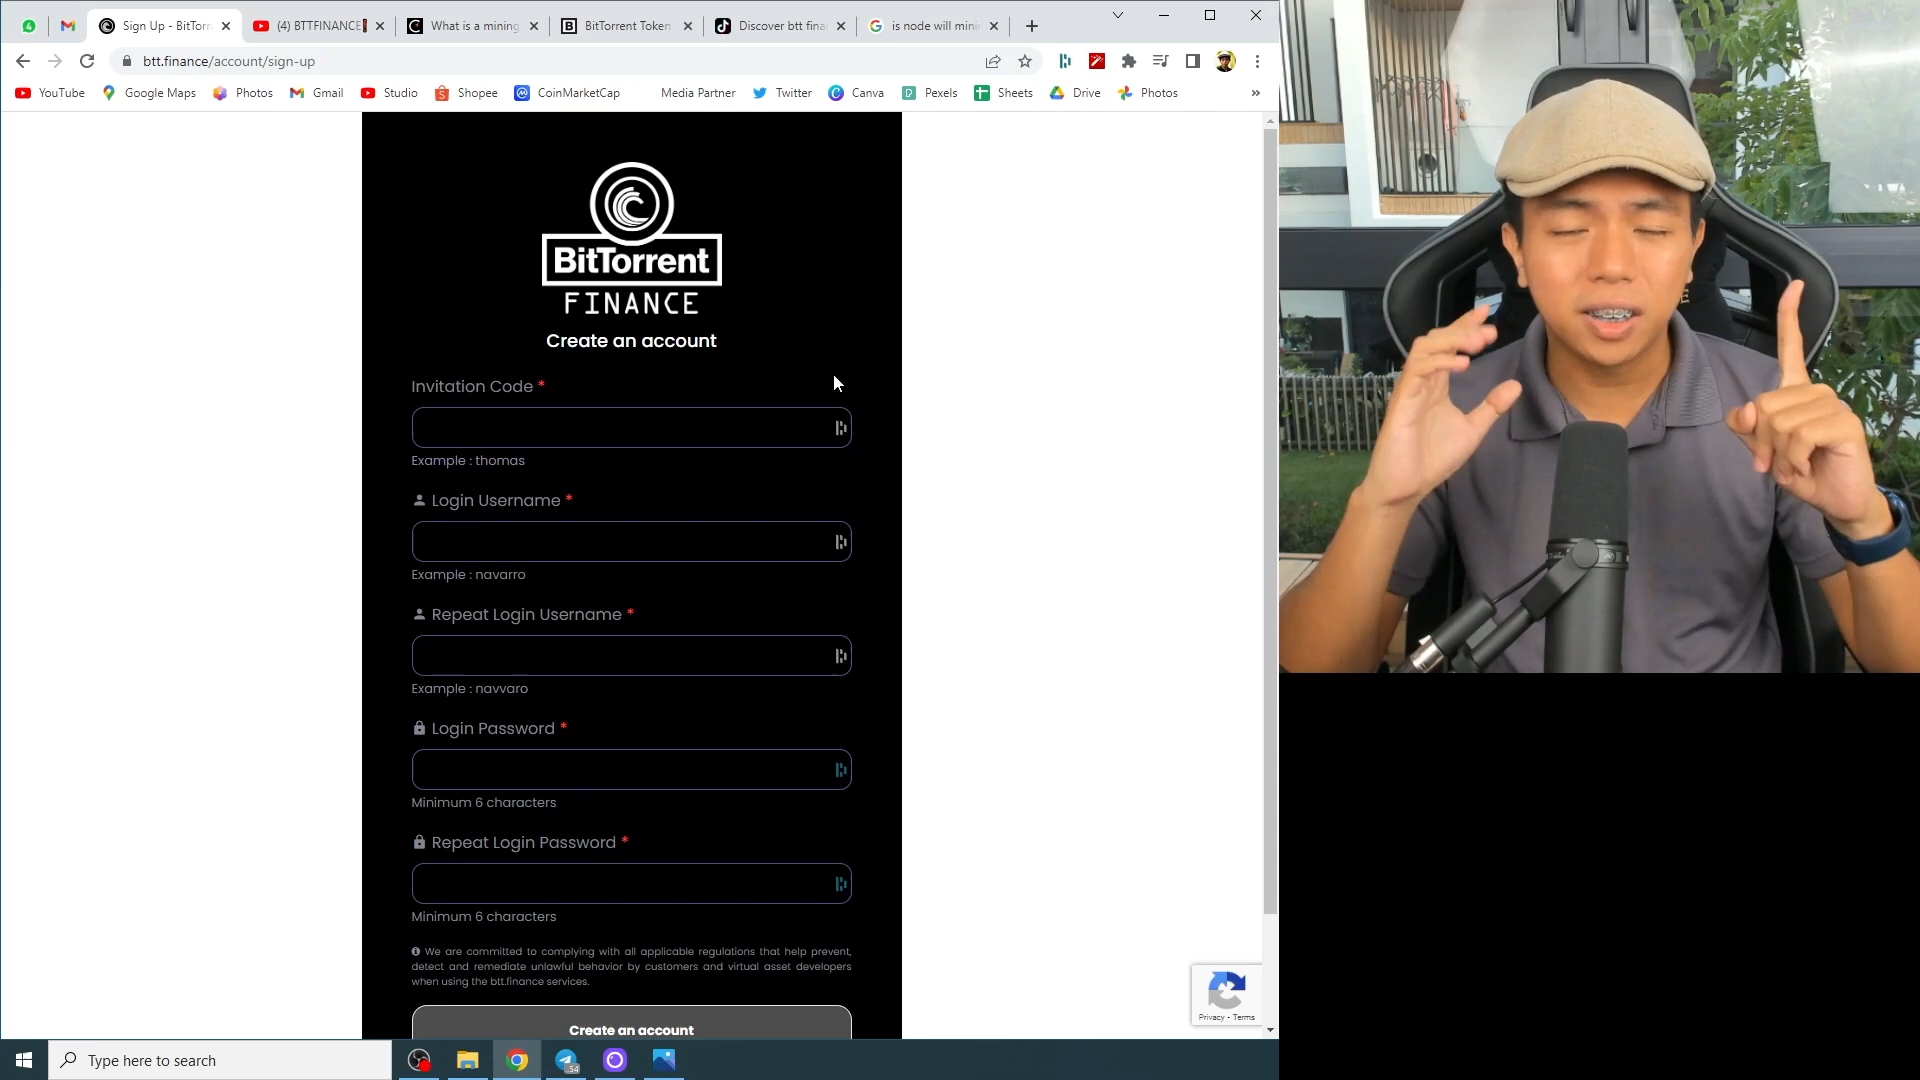 4
Sign Up - BitTorr
(4) BTTFINANCE
What is a mining
BitTorrent Token
Discover btt fina
is node will mini
btt.finance/account/sign-up
YouTube
Google Maps
Photos
Gmail
Studio
Shopee
CoinMarketCap
Media Partner
Twitter
Canva
Pexels
Sheets
Drive
Photos
BitTorrent
FINANCE
Create an account
Invitation Code *
Example : thomas
Login Username *
Example : navarro
Repeat Login Username *
Example : navvaro
Login Password *
Minimum 6 characters
Repeat Login Password *
Minimum 6 characters
We are committed to complying with all applicable regulations that help prevent,
detect and remediate unlawful behavior by customers and virtual asset developers
when using the btt.finance services.
Create an account
Privacy - Terms
Type here to search
54